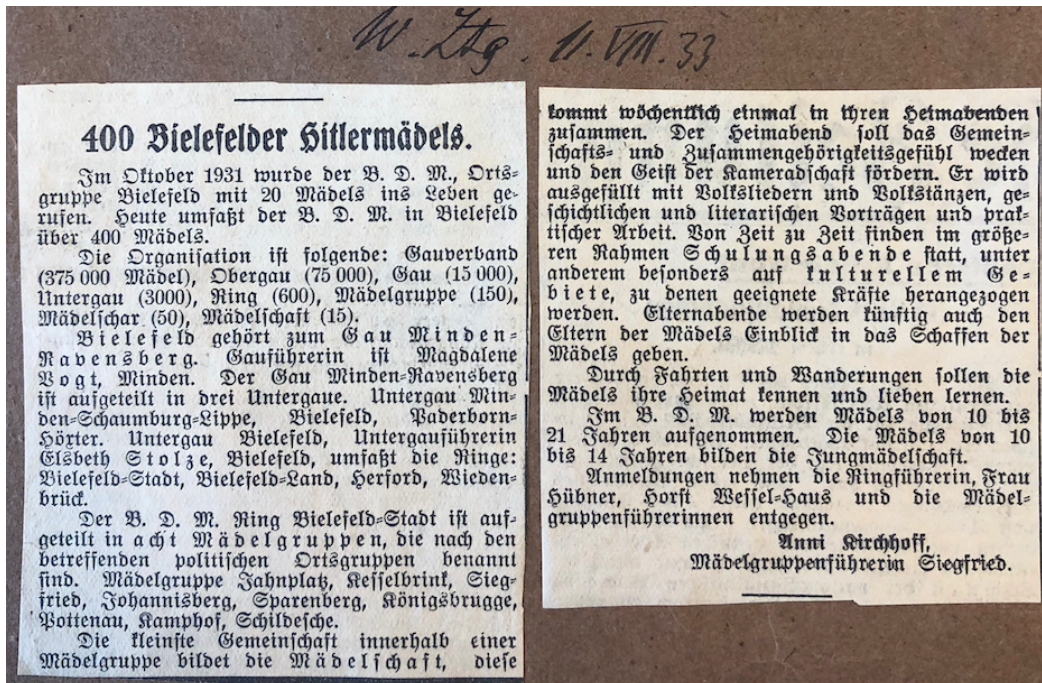 W. Ztg. 11. VIII. 33
400 Bielefelder Hitlermädels.
Im Oktober 1931 wurde der B. D. M., Orts-
gruppe Bielefeld mit 20 Mädels ins Leben ge-
rufen. Heute umfaßt der B. D. M. in Bielefeld
über 400 Mädels.
Die Organisation ist folgende: Gauverband
(375 000 Mädel), Obergau (75 000), Gau (15 000),
Untergau (3000), Ring (600), Mädelgruppe (150),
Mädelschar (50), Mädelschaft (15).
Bielefeld gehört zum Gau Minden-
Ravensberg. Gauführerin ist Magdalene
Vogt, Minden. Der Gau Minden-Ravensberg
ist aufgeteilt in drei Untergaue. Untergau Min-
den-Schaumburg-Lippe, Bielefeld, Paderborn-
Höxter. Untergau Bielefeld, Untergauführerin
Elsbeth Stolze, Bielefeld, umfaßt die Ringe:
Bielefeld-Stadt, Bielefeld-Land, Herford, Wieden-
brück.
Der B. D. M. Ring Bielefeld-Stadt ist auf-
geteilt in acht Mädelgruppen, die nach den
betreffenden politischen Ortsgruppen benannt
sind. Mädelgruppe Jahnplatz, Kesselbrink, Sieg-
fried, Johannisberg, Sparenberg, Königsbrugge,
Pottenau, Kamphof, Schildesche.
Die kleinste Gemeinschaft innerhalb einer
Mädelgruppe bildet die Mädelschaft, diese
kommt wöchentlich einmal in ihren Heimabenden
zusammen. Der Heimabend soll das Gemein-
schafts- und Zusammengehörigkeitsgefühl wecken
und den Geist der Kameradschaft fördern. Er wird
ausgefüllt mit Volksliedern und Volkstänzen, ge-
schichtlichen und literarischen Vorträgen und prak-
tischer Arbeit. Von Zeit zu Zeit finden im größe-
ren Rahmen Schulungsabende statt, unter
anderem besonders auf kulturellem Ge-
biete, zu denen geeignete Kräfte herangezogen
werden. Elternabende werden künftig auch den
Eltern der Mädels Einblick in das Schaffen der
Mädels geben.
Durch Fahrten und Wanderungen sollen die
Mädels ihre Heimat kennen und lieben lernen.
Im B. D. M. werden Mädels von 10 bis
21 Jahren aufgenommen. Die Mädels von 10
bis 14 Jahren bilden die Jungmädelschaft.
Anmeldungen nehmen die Ringführerin, Frau
Hübner, Horst Wessel-Haus und die Mädel-
gruppenführerinnen entgegen.
Anni Kirchhoff,
Mädelgruppenführerin Siegfried.